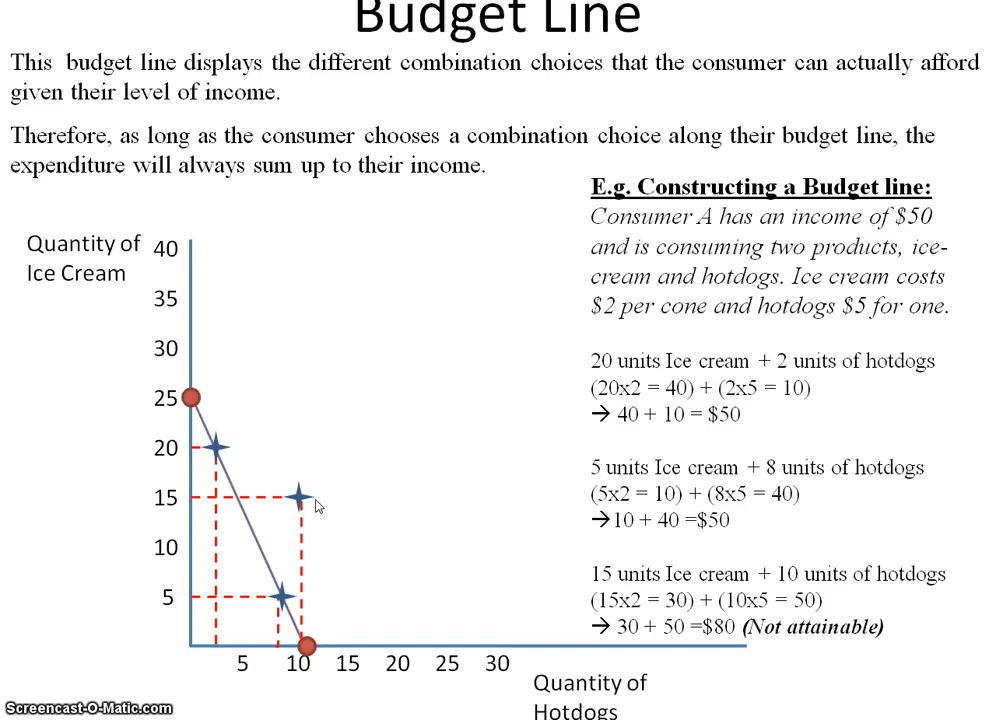 Budget Line
This budget line displays the different combination choices that the consumer can actually afford
given their level of income.
Therefore, as long as the consumer chooses a combination choice along their budget line, the
expenditure will always sum up to their income.
E.g. Constructing a Budget line:
Consumer A has an income of $50
and is consuming two products, ice-
cream and hotdogs. Ice cream costs
$2 per cone and hotdogs $5 for one.
20 units Ice cream + 2 units of hotdogs
(20x2 = 40) + (2x5 = 10)
→ 40 + 10 = $50
5 units Ice cream + 8 units of hotdogs
(5x2 = 10) + (8x5 = 40)
→10 + 40 =$50
15 units Ice cream + 10 units of hotdogs
(15x2 = 30) + (10x5 = 50)
→ 30 + 50 =$80 (Not attainable)
Quantity of
Ice Cream
40
35
30
25
20
15
10
5
5 10 15 20 25 30
Quantity of
Hotdogs
Screencast-O-Matic.com